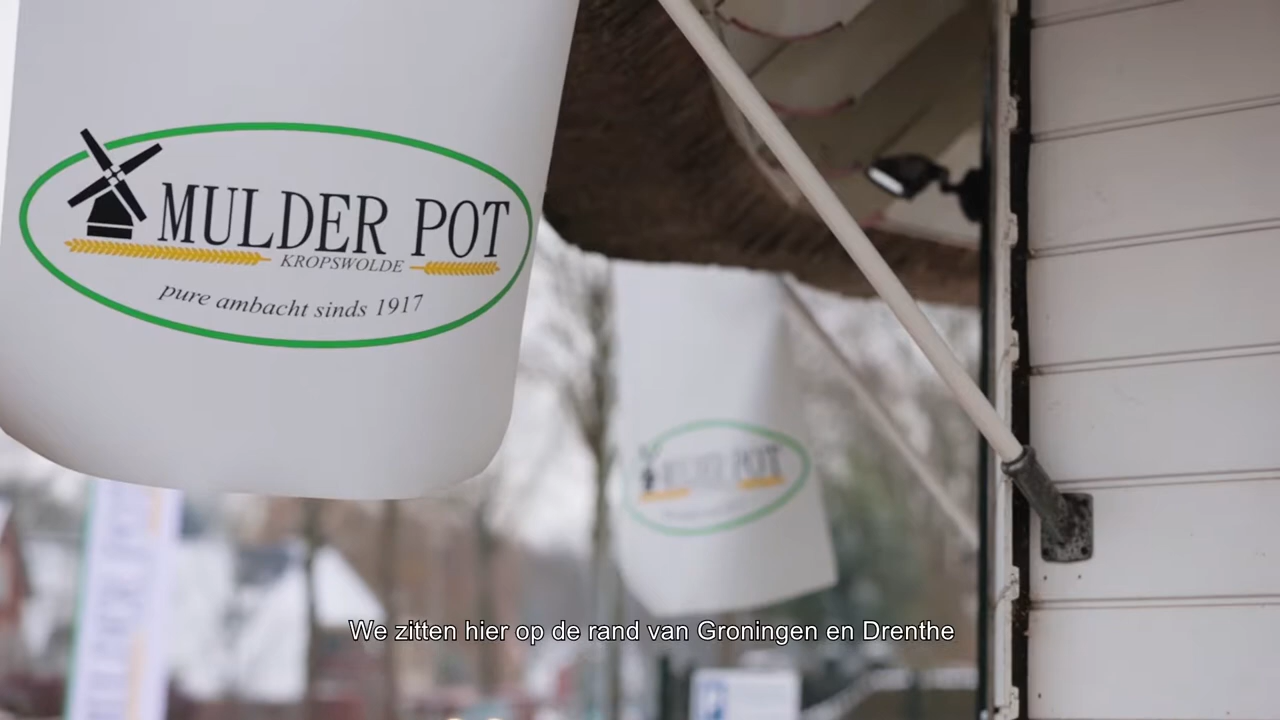 MULDER POT
KROPSWOLDE
pure ambacht sinds 1917
MULDER POT
We zitten hier op de rand van Groningen en Drenthe